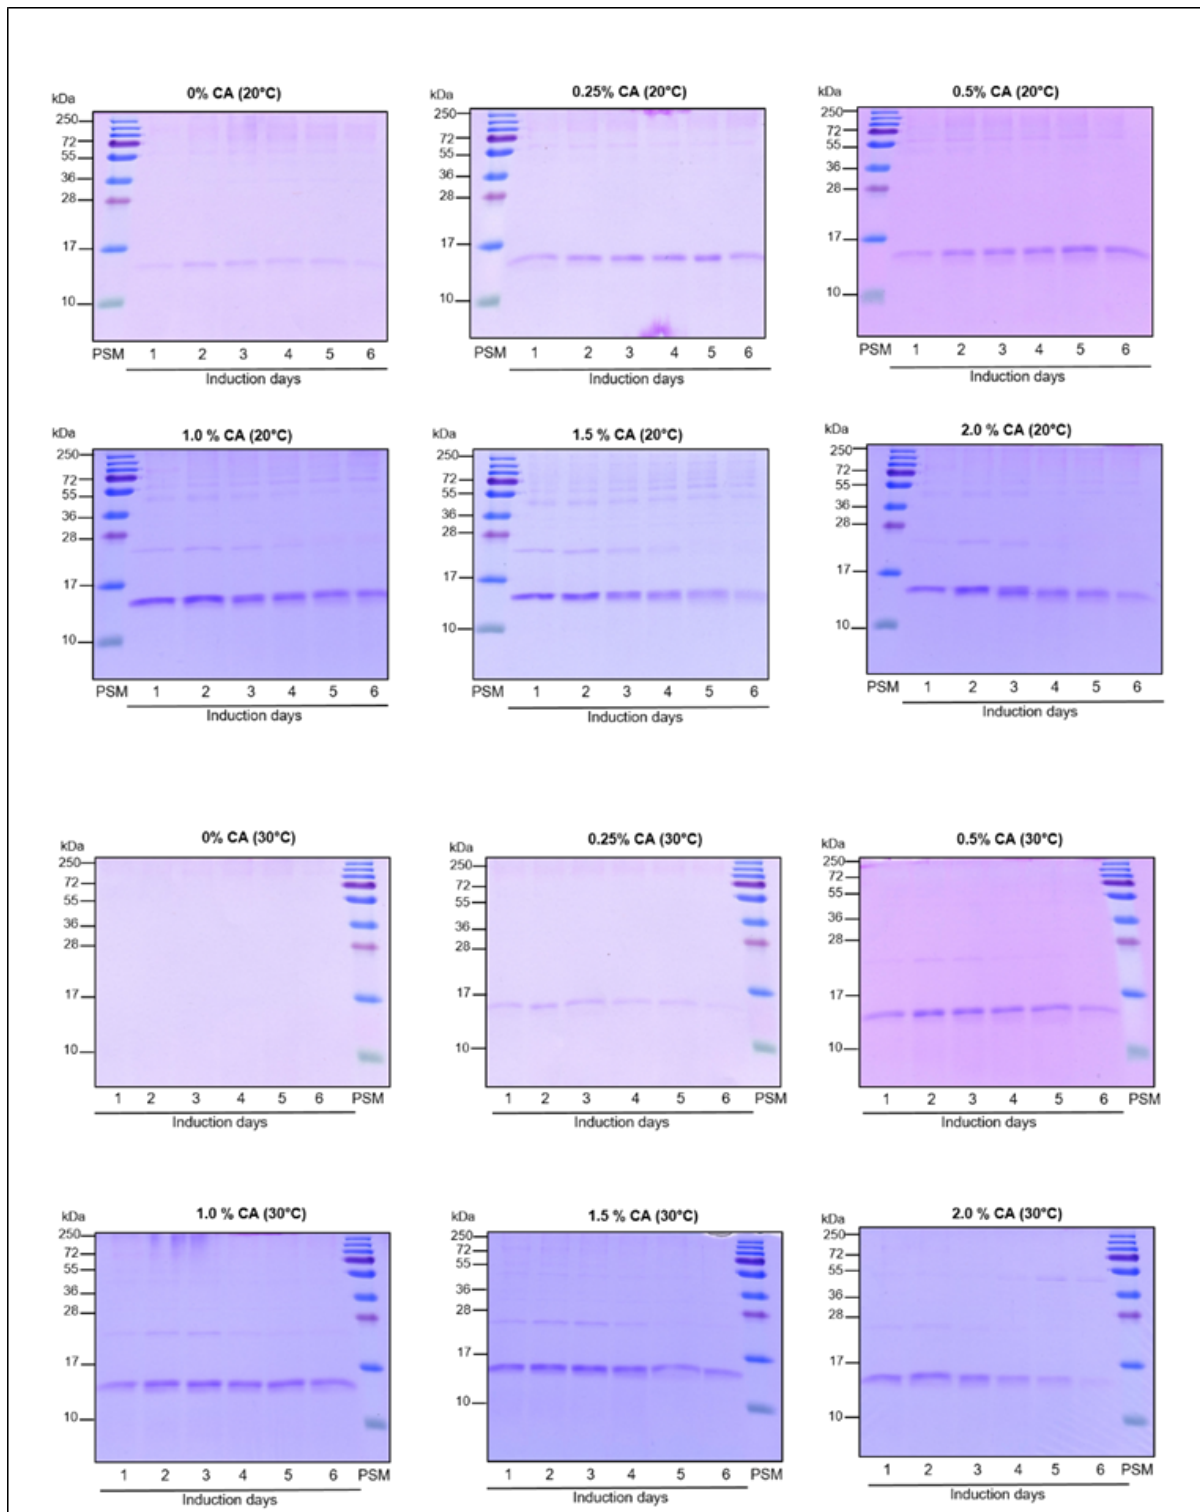 0% CA (20°C)
kDa
250
72
55
36
28
17
10
PSM 1 2 3 4 5 6
Induction days
0.25% CA (20°C)
kDa
250
72
55
36
28
17
10
PSM 1 2 3 4 5 6
Induction days
0.5% CA (20°C)
kDa
250
72
55
36
28
17
10
PSM 1 2 3 4 5 6
Induction days
1.0 % CA (20°C)
kDa
250
72
55
36
28
17
10
PSM 1 2 3 4 5 6
Induction days
1.5 % CA (20°C)
kDa
250
72
55
36
28
17
10
PSM 1 2 3 4 5 6
Induction days
2.0 % CA (20°C)
kDa
250
72
55
36
28
17
10
PSM 1 2 3 4 5 6
Induction days
0% CA (30°C)
kDa
250
72
55
36
28
17
10
1 2 3 4 5 6 PSM
Induction days
0.25% CA (30°C)
kDa
250
72
55
36
28
17
10
1 2 3 4 5 6 PSM
Induction days
0.5% CA (30°C)
kDa
250
72
55
36
28
17
10
1 2 3 4 5 6 PSM
Induction days
1.0 % CA (30°C)
kDa
250
72
55
36
28
17
10
1 2 3 4 5 6 PSM
Induction days
1.5 % CA (30°C)
kDa
250
72
55
36
28
17
10
1 2 3 4 5 6 PSM
Induction days
2.0 % CA (30°C)
kDa
250
72
55
36
28
17
10
1 2 3 4 5 6 PSM
Induction days